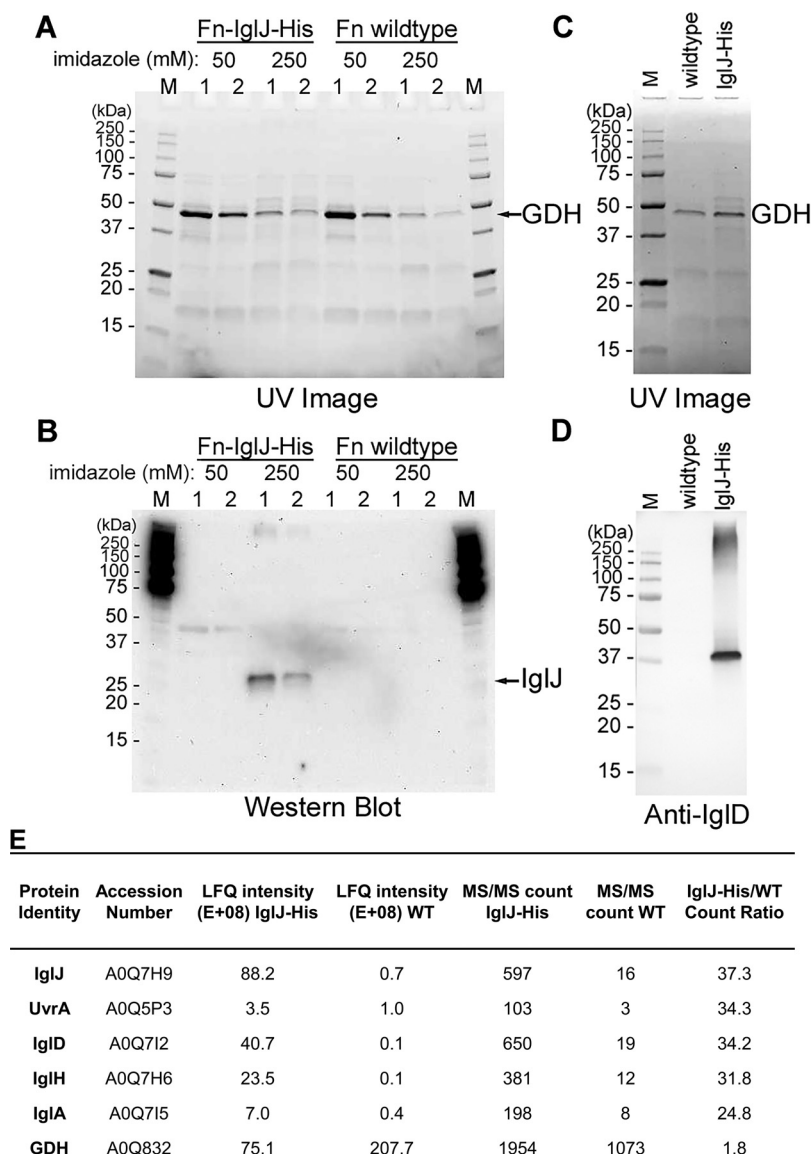 A
Fn-IglJ-His Fn wildtype
imidazole (mM): 50 250 50 250
M 1 2 1 2 1 2 1 2 M
(kDa)
250 -
150 -
100 -
75 -
50 -
37 -
25 -
20 -
15 -
GDH
UV Image
C
M wildtype IglJ-His
(kDa)
250 -
150 -
100 -
75 -
50 -
37 -
25 -
20 -
15 -
GDH
UV Image
B
Fn-IglJ-His Fn wildtype
imidazole (mM): 50 250 50 250
M 1 2 1 2 1 2 1 2 M
(kDa)
250 -
150 -
100 -
75 -
50 -
37 -
25 -
20 -
15 -
IglJ
Western Blot
D
M wildtype IglJ-His
(kDa)
250 -
150 -
100 -
75 -
50 -
37 -
25 -
20 -
15 -
Anti-IglD
E
Protein Accession LFQ intensity LFQ intensity MS/MS count MS/MS IglJ-His/WT
Identity Number (E+08) IglJ-His (E+08) WT IglJ-His count WT Count Ratio
IglJ A0Q7H9 88.2 0.7 597 16 37.3
UvrA A0Q5P3 3.5 1.0 103 3 34.3
IglD A0Q7I2 40.7 0.1 650 19 34.2
IglH A0Q7H6 23.5 0.1 381 12 31.8
IglA A0Q7I5 7.0 0.4 198 8 24.8
GDH A0Q832 75.1 207.7 1954 1073 1.8